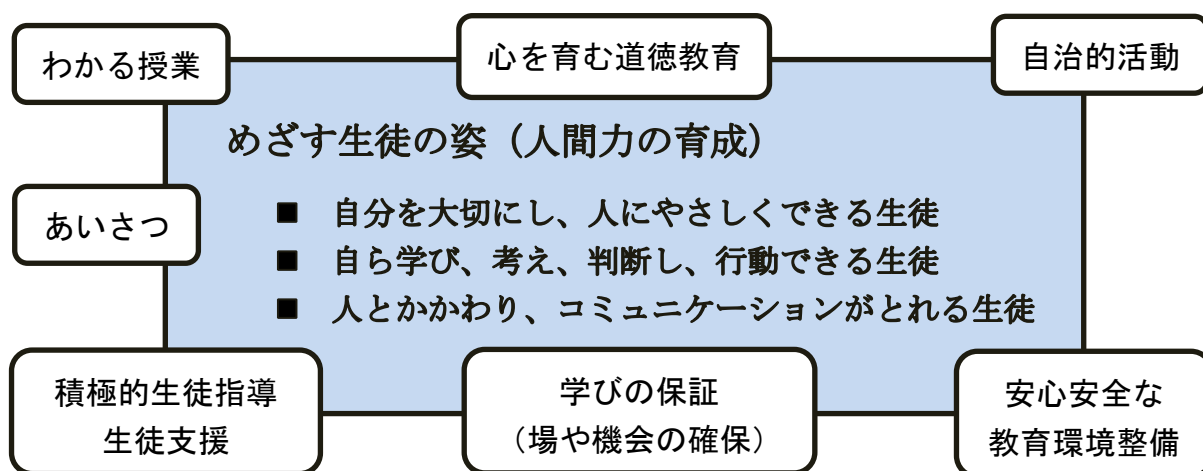 わかる授業
心を育む道徳教育
自治的活動
めざす生徒の姿（人間力の育成）
あいさつ
■ 自分を大切にし、人にやさしくできる生徒
■ 自ら学び、考え、判断し、行動できる生徒
■ 人とかかわり、コミュニケーションがとれる生徒
積極的生徒指導
生徒支援
学びの保証
（場や機会の確保）
安心安全な
教育環境整備